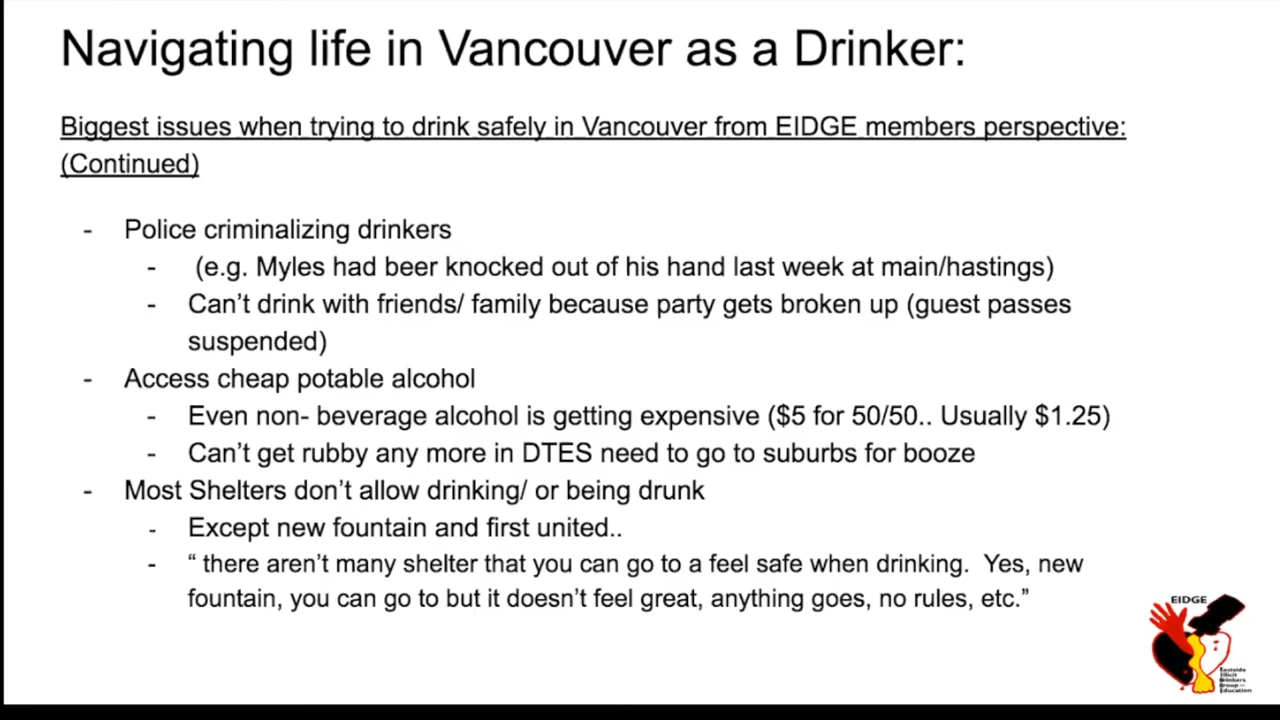 Navigating life in Vancouver as a Drinker:
Biggest issues when trying to drink safely in Vancouver from EIDGE members perspective:
(Continued)
- Police criminalizing drinkers
- (e.g. Myles had beer knocked out of his hand last week at main/hastings)
- Can't drink with friends/ family because party gets broken up (guest passes
suspended)
- Access cheap potable alcohol
- Even non- beverage alcohol is getting expensive ($5 for 50/50.. Usually $1.25)
- Can't get rubby any more in DTES need to go to suburbs for booze
- Most Shelters don't allow drinking/ or being drunk
- Except new fountain and first united..
- “ there aren't many shelter that you can go to a feel safe when drinking.  Yes, new
fountain, you can go to but it doesn't feel great, anything goes, no rules, etc.”
EIDGE
Eastside
Illicit
Drinkers
Group for
Education